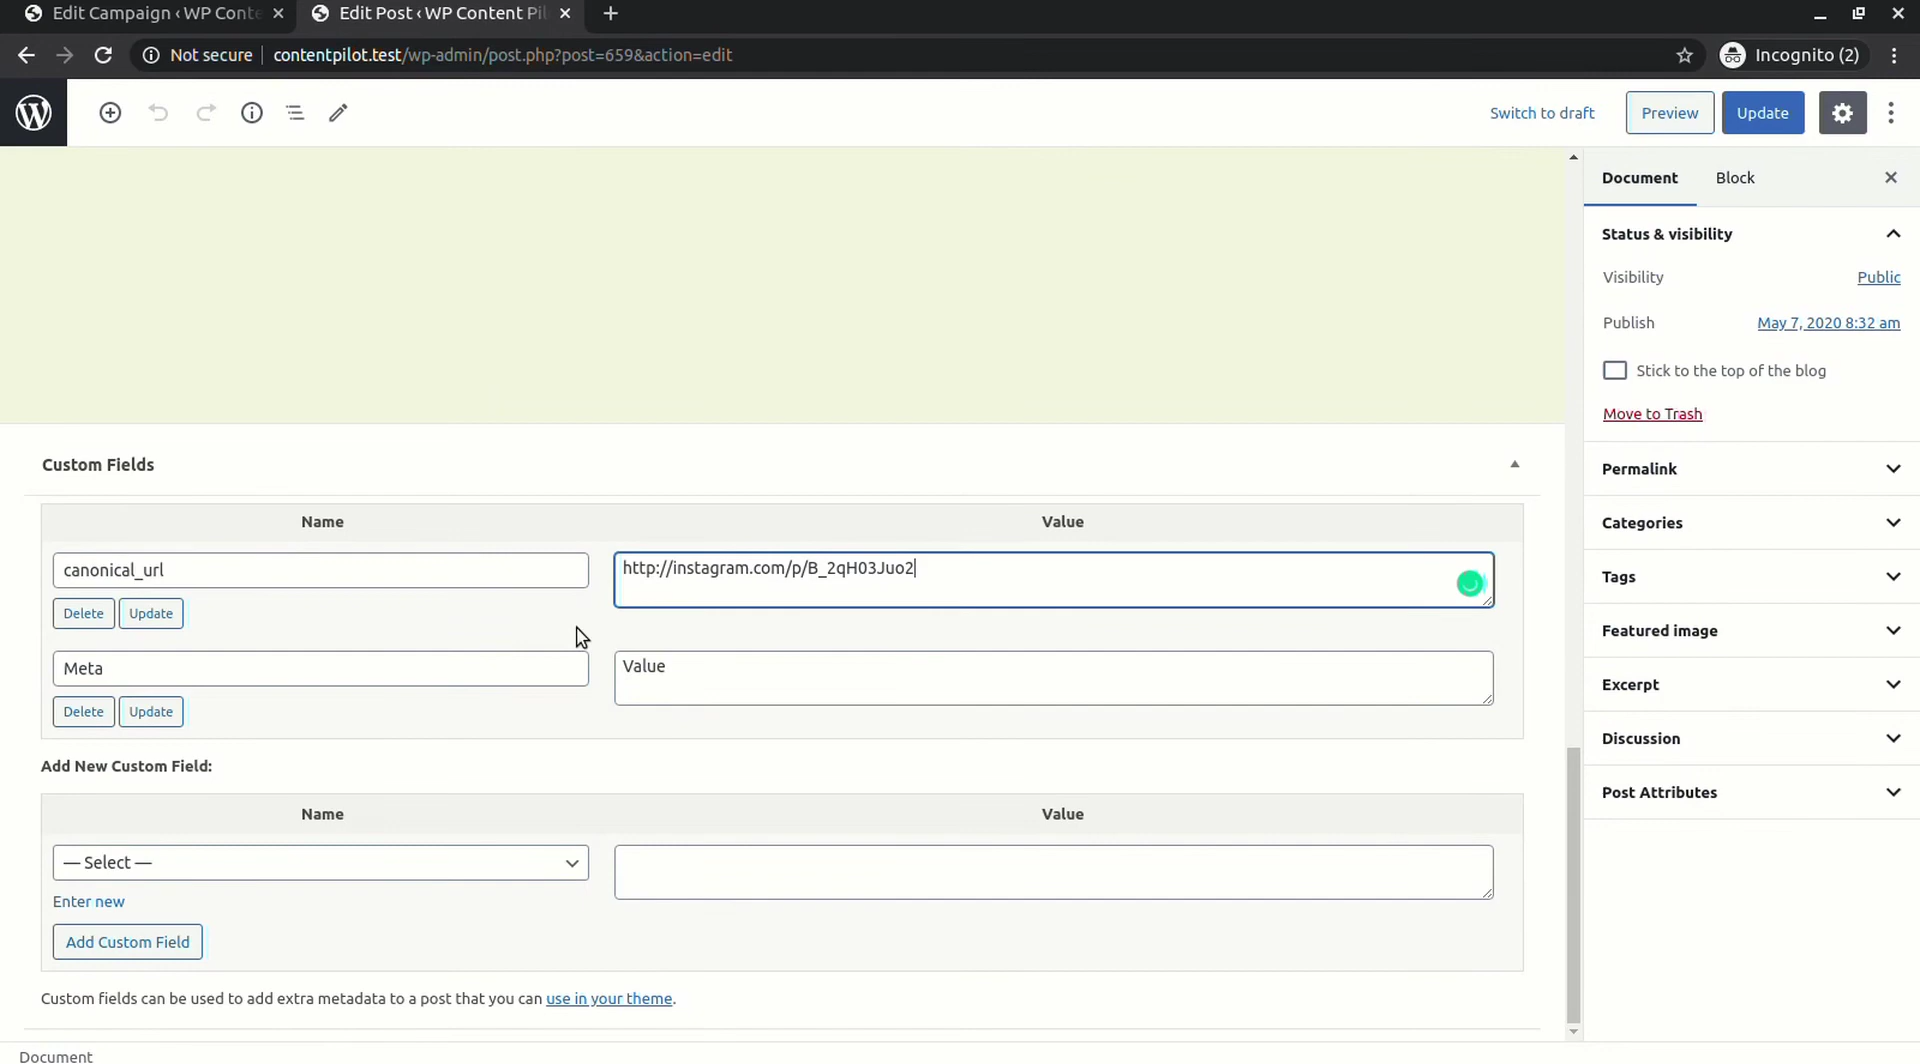 Edit Campaign ‹ WP Conte
Edit Post ‹ WP Content Pil
Not secure
contentpilot.test/wp-admin/post.php?post=659&action=edit
Incognito (2)
Switch to draft
Preview
Update
Document
Block
Status & visibility
Visibility
Public
Publish
May 7, 2020 8:32 am
Stick to the top of the blog
Move to Trash
Permalink
Categories
Tags
Featured image
Excerpt
Discussion
Post Attributes
Custom Fields
Name
Value
canonical_url
http://instagram.com/p/B_2qH03Juo2
Delete
Update
Meta
Value
Delete
Update
Add New Custom Field:
Name
Value
— Select —
Enter new
Add Custom Field
Custom fields can be used to add extra metadata to a post that you can use in your theme.
Document